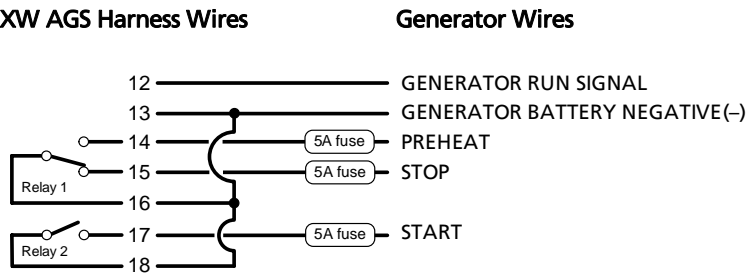 XW AGS Harness Wires Generator Wires
12 GENERATOR RUN SIGNAL
13 GENERATOR BATTERY NEGATIVE(–)
14 5A fuse PREHEAT
15 5A fuse STOP
Relay 1
16
17 5A fuse START
Relay 2
18